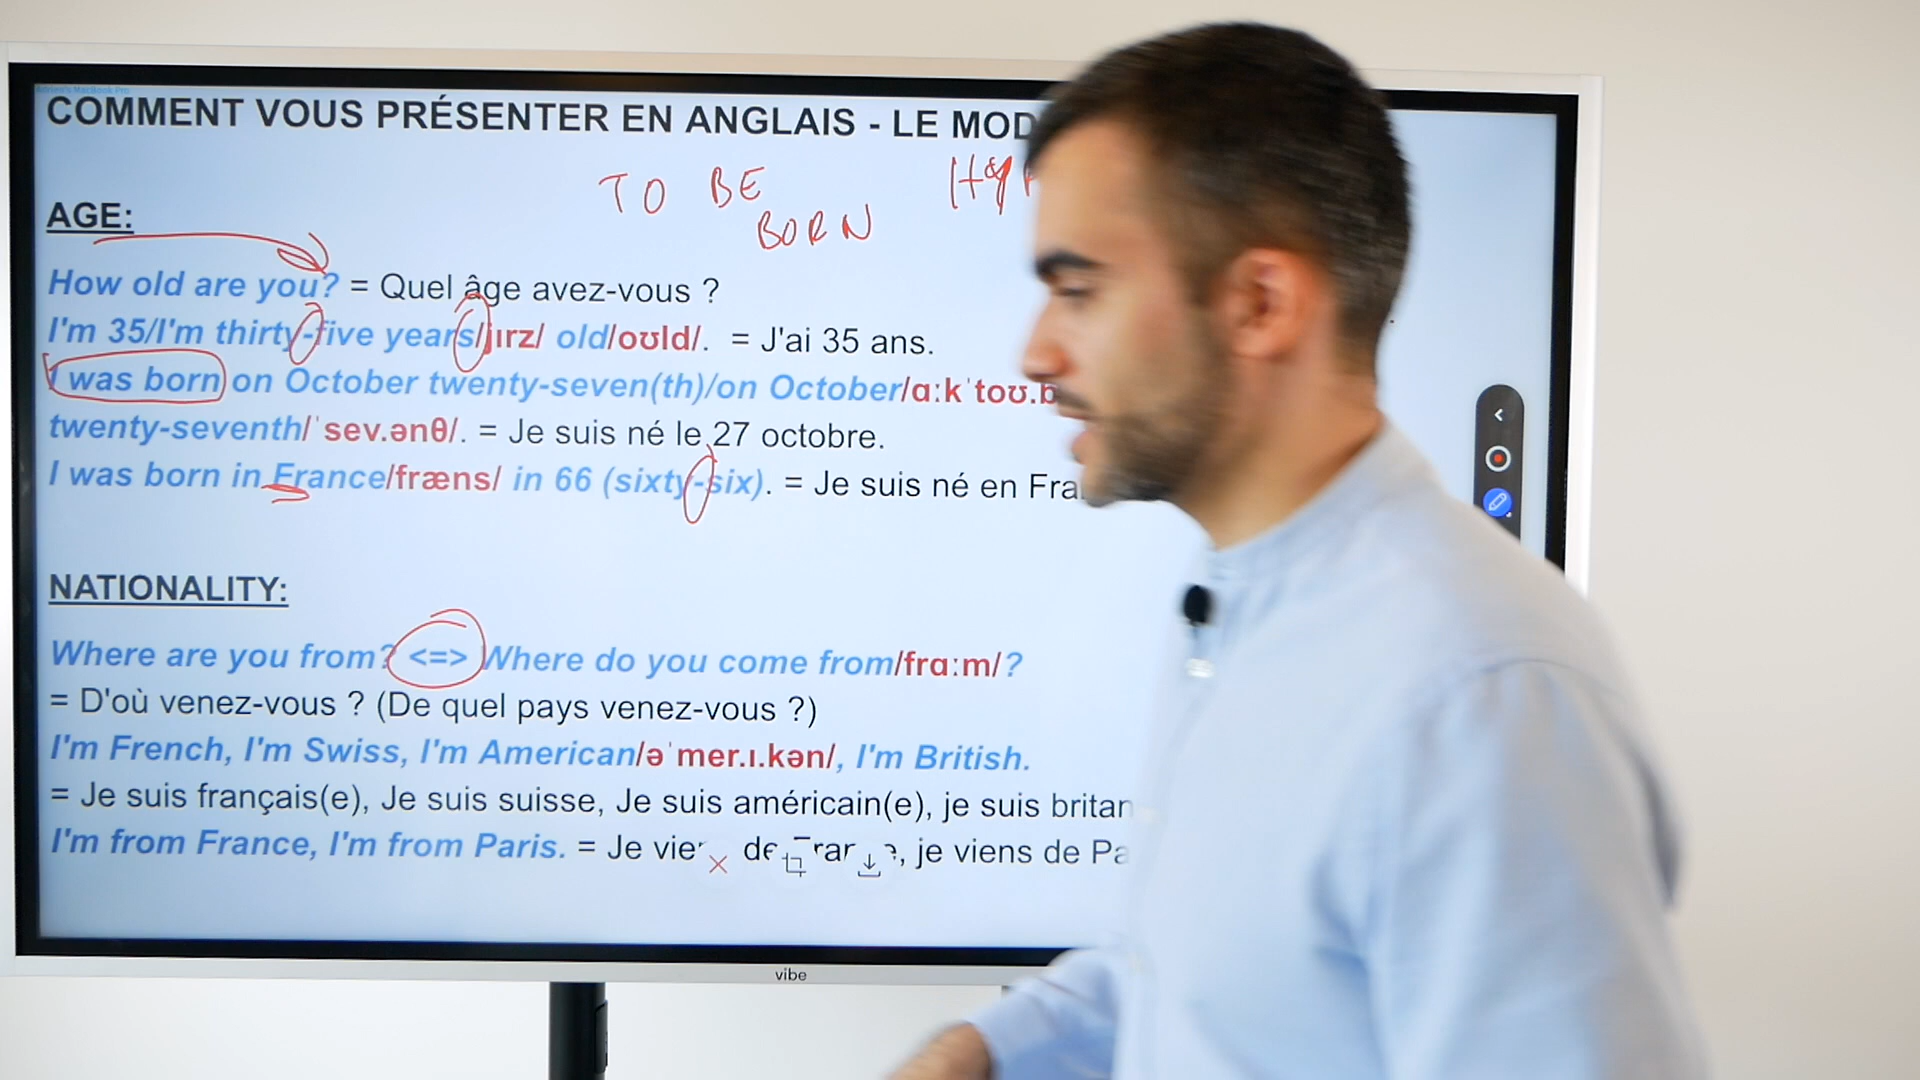 Adrien's MacBook Pro
COMMENT VOUS PRÉSENTER EN ANGLAIS - LE MOD
TO BE
BORN
AGE:
How old are you? = Quel âge avez-vous ?
I'm 35/I'm thirty-five years/jɪrz/ old/oʊld/. = J'ai 35 ans.
I was born on October twenty-seven(th)/on October/ɑːkˈtoʊ.b
twenty-seventh/ˈsev.ənθ/. = Je suis né le 27 octobre.
I was born in France/fræns/ in 66 (sixty-six). = Je suis né en Fra
NATIONALITY:
Where are you from? <=> Where do you come from/frɑːm/?
= D'où venez-vous ? (De quel pays venez-vous ?)
I'm French, I'm Swiss, I'm American/əˈmer.ɪ.kən/, I'm British.
= Je suis français(e), Je suis suisse, Je suis américain(e), je suis britan
I'm from France, I'm from Paris. = Je , je viens de Pa
vibe